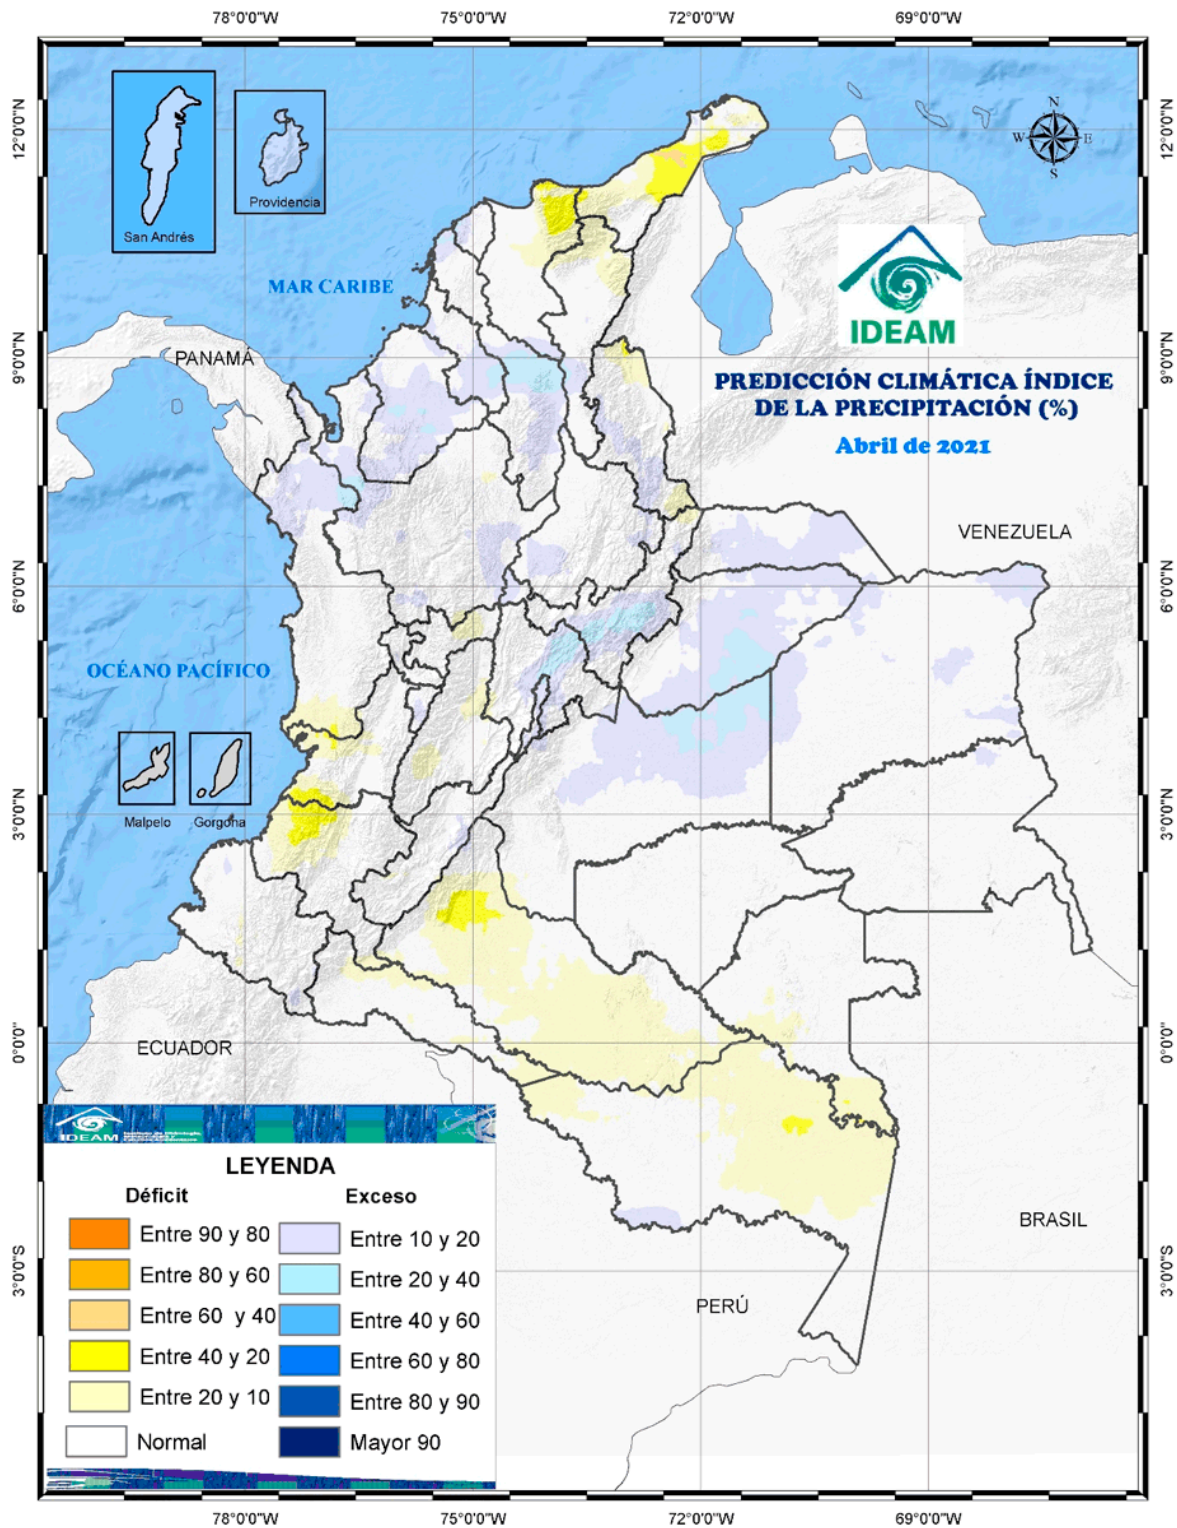 78°0'0"W
75°0'0"W
72°0'0"W
69°0'0"W
12°0'0"N
12°0'0"N
San Andrés
Providencia
N
W
E
S
MAR CARIBE
IDEAM
PANAMÁ
9°0'0"N
9°0'0"N
PREDICCIÓN CLIMÁTICA ÍNDICE
DE LA PRECIPITACIÓN (%)
Abril de 2021
VENEZUELA
6°0'0"N
6°0'0"N
OCÉANO PACÍFICO
Malpelo
Gorgona
3°0'0"N
3°0'0"N
ECUADOR
0°0'0"
0°0'0"
IDEAM
LEYENDA
Déficit
Exceso
Entre 90 y 80
Entre 10 y 20
Entre 80 y 60
Entre 20 y 40
Entre 60 y 40
Entre 40 y 60
Entre 40 y 20
Entre 60 y 80
Entre 20 y 10
Entre 80 y 90
Normal
Mayor 90
BRASIL
PERÚ
3°0'0"S
3°0'0"S
78°0'0"W
75°0'0"W
72°0'0"W
69°0'0"W